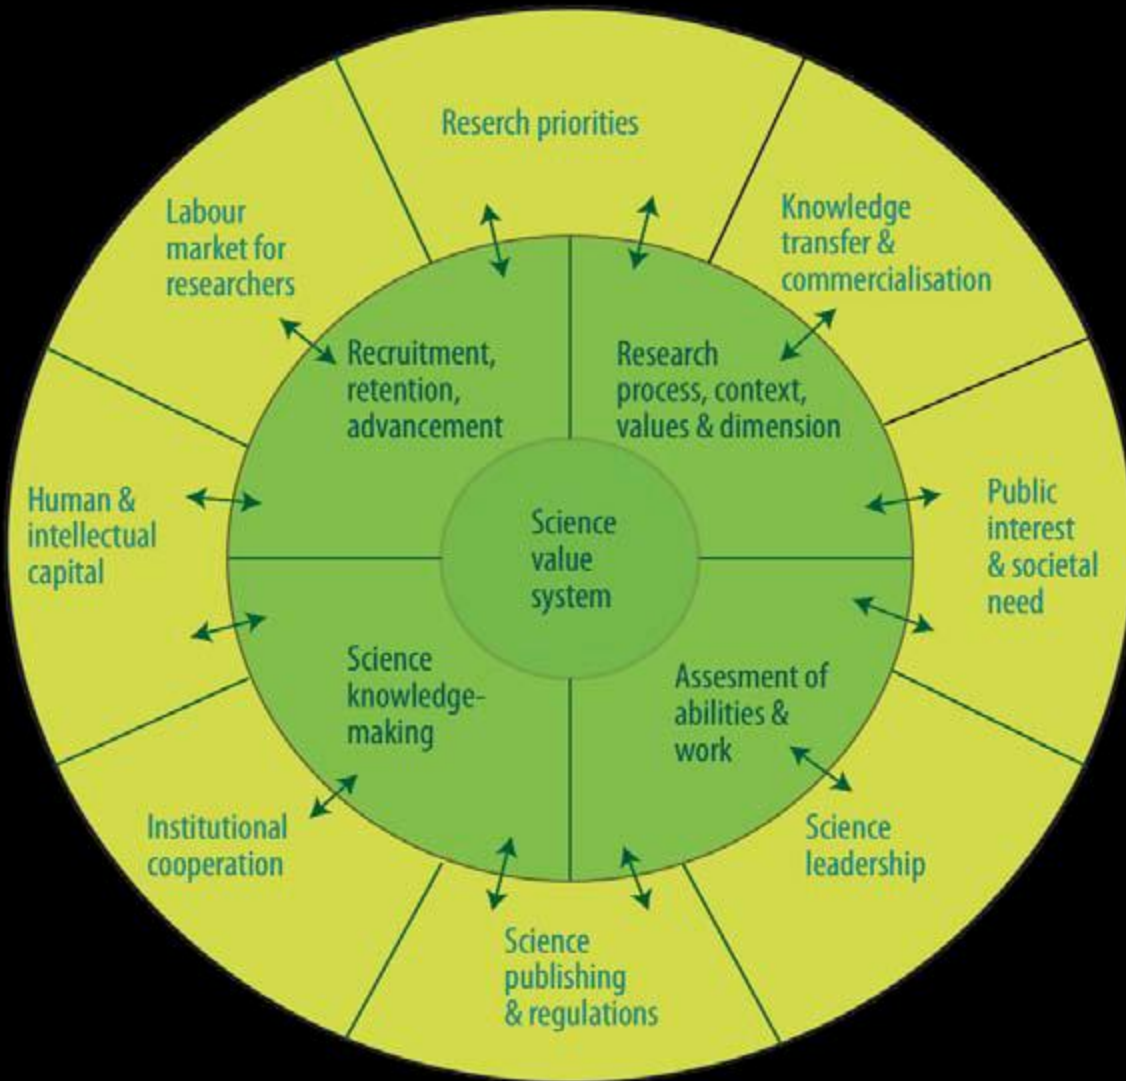 Reserch priorities
Labour
market for
researchers
Knowledge
transfer &
commercialisation
Recruitment,
retention,
advancement
Research
process, context,
values & dimension
Human &
intellectual
capital
Science
value
system
Public
interest
& societal
need
Science
knowledge-
making
Assesment of
abilities &
work
Institutional
cooperation
Science
leadership
Science
publishing
& regulations